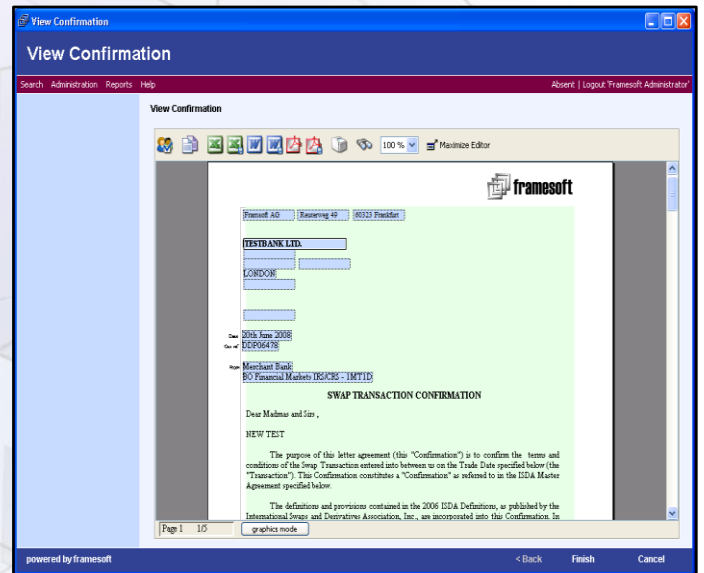 View Confirmation
View Confirmation
Search Administration Reports Help Absent | Logout 'Framesoft Administrator'
View Confirmation
100 % Maximize Editor
framesoft
Framesoft AG Reuterweg 49 60323 Frankfurt
TESTBANK LTD.
LONDON
Date 20th June 2008
Our ref DDP06478
From Merchant Bank
BO Financial Markets IRS/CRS - 1MT1D
SWAP TRANSACTION CONFIRMATION
Dear Madmas and Sirs ,
NEW TEST
The purpose of this letter agreement (this "Confirmation") is to confirm the terms and
conditions of the Swap Transaction entered into between us on the Trade Date specified below (the
"Transaction"). This Confirmation constitutes a "Confirmation" as referred to in the ISDA Master
Agreement specified below.
The definitions and provisions contained in the 2006 ISDA Definitions, as published by the
International Swaps and Derivatives Association, Inc., are incorporated into this Confirmation. In
Page 1 1/5 graphics mode
powered by framesoft < Back Finish Cancel